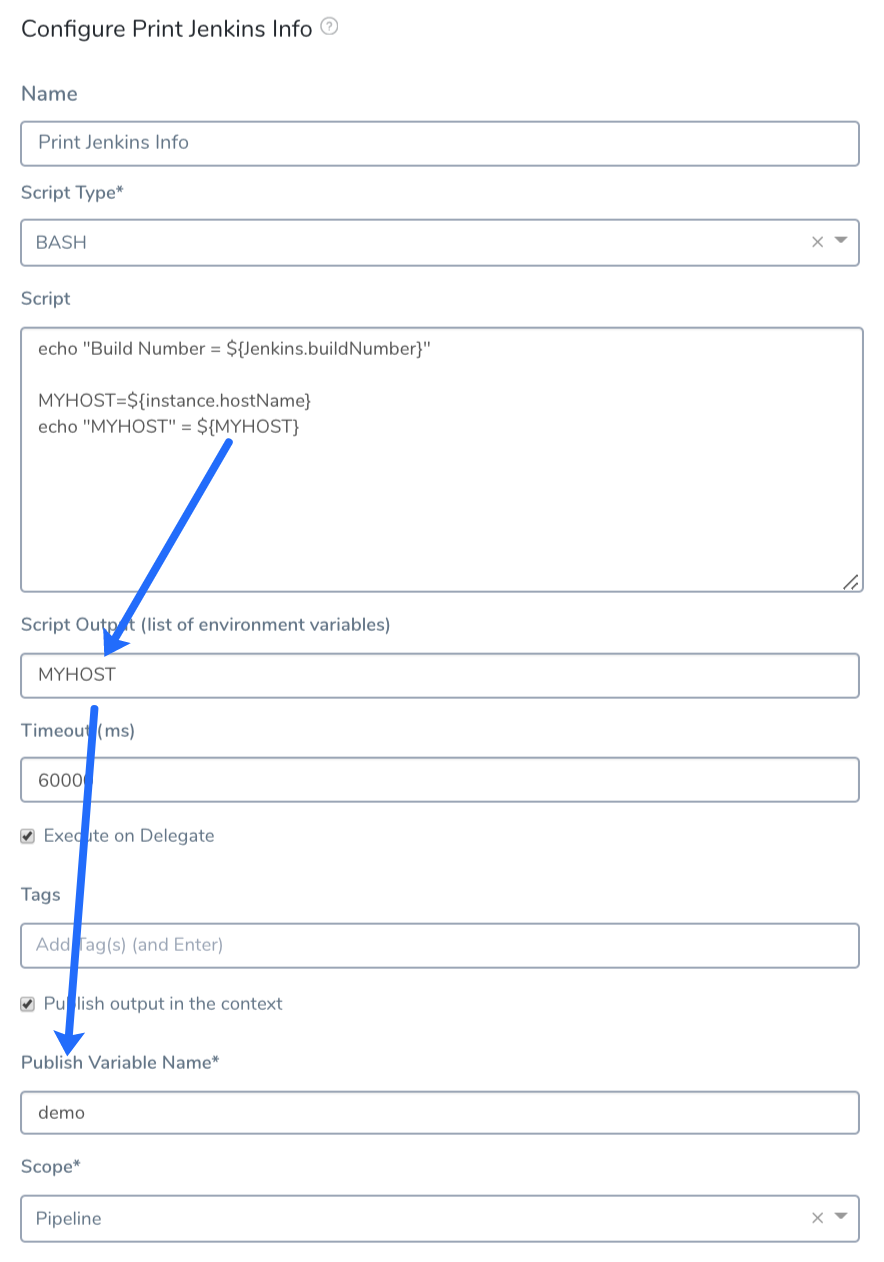 Configure Print Jenkins Info ?
Name
Print Jenkins Info
Script Type*
BASH
Script
echo "Build Number = ${Jenkins.buildNumber}"
MYHOST=${instance.hostName}
echo "MYHOST" = ${MYHOST}
Script Output (list of environment variables)
MYHOST
Timeout (ms)
60000
Execute on Delegate
Tags
Add Tag(s) (and Enter)
Publish output in the context
Publish Variable Name*
demo
Scope*
Pipeline